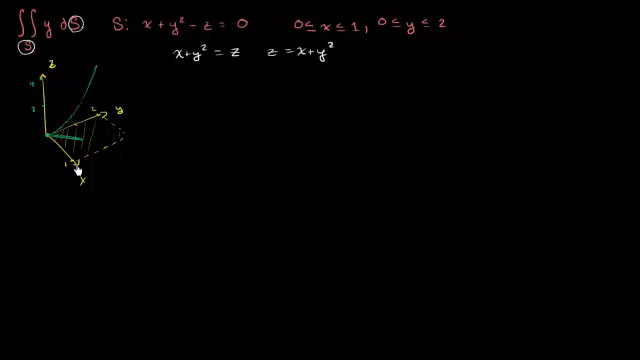 ∬ y dS  S: x + y² - z = 0  0 ≤ x ≤ 1, 0 ≤ y ≤ 2
S
x+y² = z  z = x+y²
z
4
2
2 y
1
x